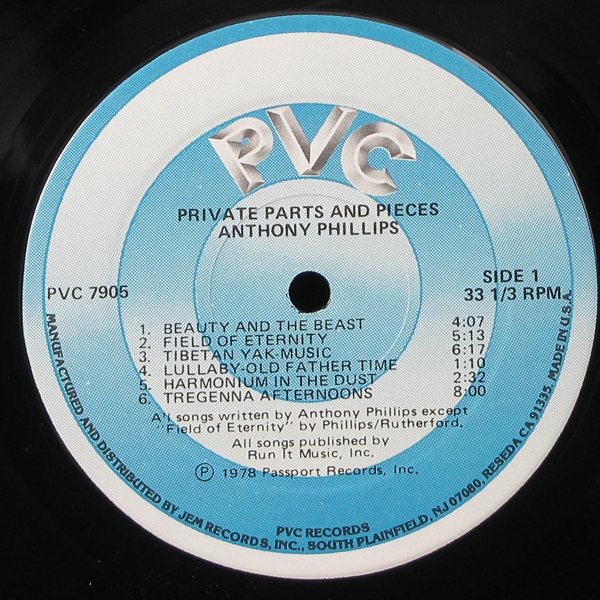 PVC
PRIVATE PARTS AND PIECES
ANTHONY PHILLIPS
PVC 7905
SIDE 1
33 1/3 RPM
1. BEAUTY AND THE BEAST 4:07
2. FIELD OF ETERNITY 5:13
3. TIBETAN YAK-MUSIC 6:17
4. LULLABY-OLD FATHER TIME 1:10
5. HARMONIUM IN THE DUST 2:32
6. TREGENNA AFTERNOONS 8:00
All songs written by Anthony Phillips except
"Field of Eternity" by Phillips/Rutherford.
All songs published by
Run It Music, Inc.
Ⓟ 1978 Passport Records, Inc.
PVC RECORDS
MANUFACTURED AND DISTRIBUTED BY JEM RECORDS, INC., SOUTH PLAINFIELD, NJ 07080, RESEDA CA 91335. MADE IN U.S.A.